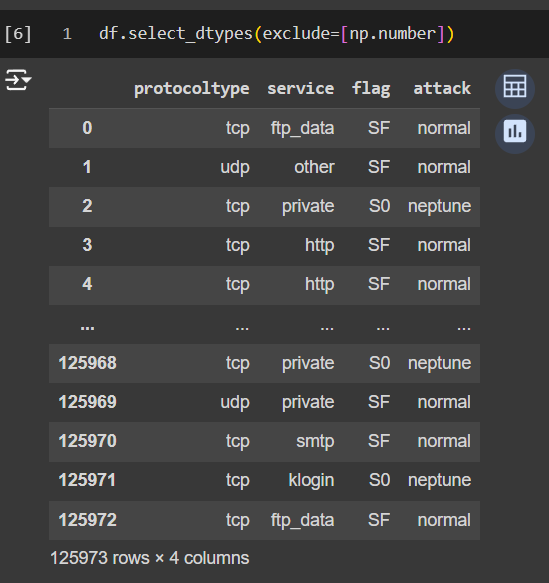 [6] 1 df.select_dtypes(exclude=[np.number])
protocoltype service flag attack
0 tcp ftp_data SF normal
1 udp other SF normal
2 tcp private S0 neptune
3 tcp http SF normal
4 tcp http SF normal
... ... ... ... ...
125968 tcp private S0 neptune
125969 udp private SF normal
125970 tcp smtp SF normal
125971 tcp klogin S0 neptune
125972 tcp ftp_data SF normal
125973 rows × 4 columns